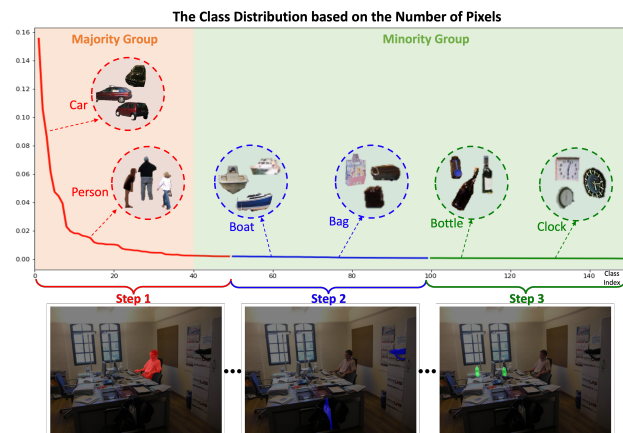 The Class Distribution based on the Number of Pixels
Majority Group
Minority Group
0.16
0.14
0.12
0.10
0.08
0.06
0.04
0.02
0.00
Car
Person
Boat
Bag
Bottle
Clock
0
20
40
60
80
100
120
140
Class
Index
Step 1
Step 2
Step 3